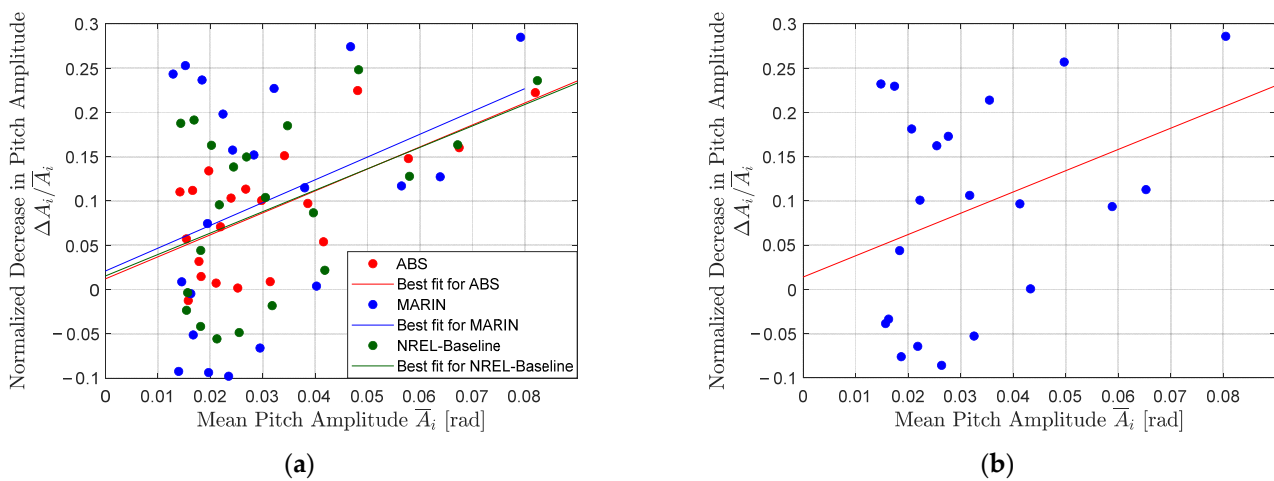 Normalized Decrease in Pitch Amplitude
ΔA_i/A̅_i
0.3
0.25
0.2
0.15
0.1
0.05
0
−0.05
−0.1
ABS
Best fit for ABS
MARIN
Best fit for MARIN
NREL-Baseline
Best fit for NREL-Baseline
0 0.01 0.02 0.03 0.04 0.05 0.06 0.07 0.08
Mean Pitch Amplitude A̅_i [rad]
(a)
Normalized Decrease in Pitch Amplitude
ΔA_i/A̅_i
0.3
0.25
0.2
0.15
0.1
0.05
0
−0.05
−0.1
0 0.01 0.02 0.03 0.04 0.05 0.06 0.07 0.08
Mean Pitch Amplitude A̅_i [rad]
(b)